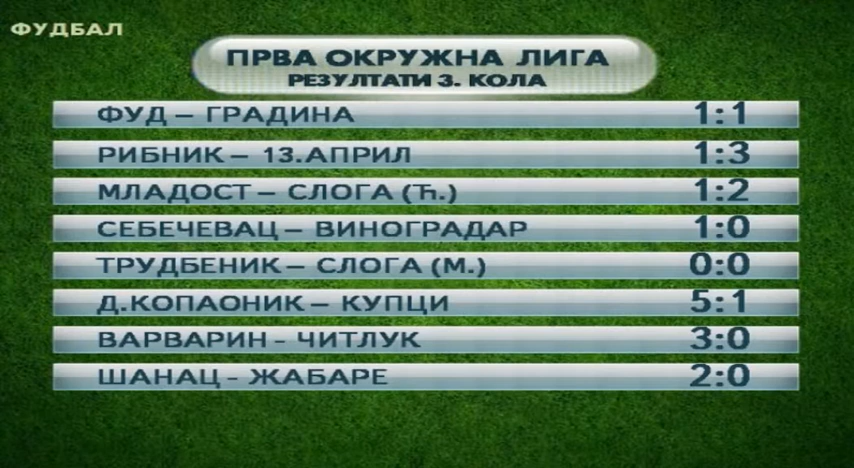 ФУДБАЛ
ПРВА ОКРУЖНА ЛИГА
РЕЗУЛТАТИ 3. КОЛА
ФУД – ГРАДИНА 1:1
РИБНИК – 13.АПРИЛ 1:3
МЛАДОСТ – СЛОГА (Ћ.) 1:2
СЕБЕЧЕВАЦ – ВИНОГРАДАР 1:0
ТРУДБЕНИК – СЛОГА (М.) 0:0
Д.КОПАОНИК – КУПЦИ 5:1
ВАРВАРИН - ЧИТЛУК 3:0
ШАНАЦ - ЖАБАРЕ 2:0